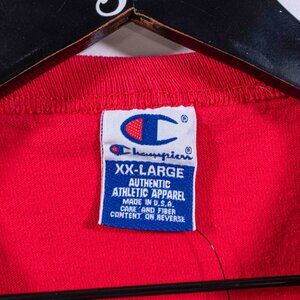 Champion
XX-LARGE
AUTHENTIC
ATHLETIC APPAREL
MADE IN U.S.A.
CARE AND FIBER
CONTENT ON REVERSE